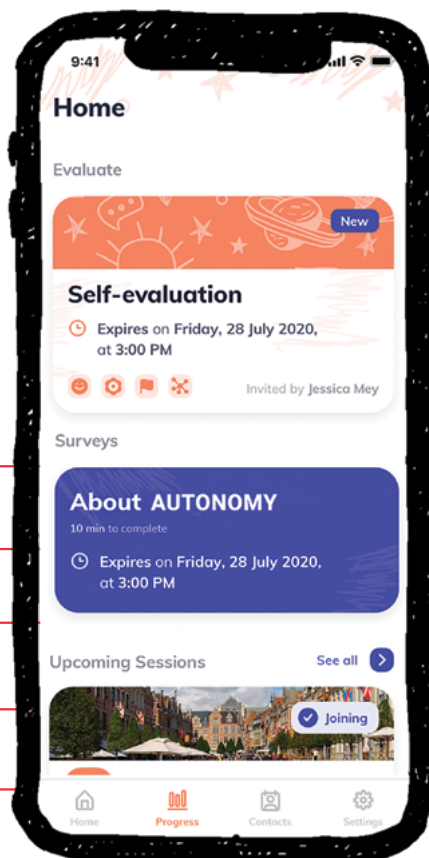 9:41
Home
Evaluate
New
Self-evaluation
Expires on Friday, 28 July 2020,
at 3:00 PM
Invited by Jessica Mey
Surveys
About AUTONOMY
10 min to complete
Expires on Friday, 28 July 2020,
at 3:00 PM
Upcoming Sessions
See all
Joining
Home
Progress
Contacts
Settings